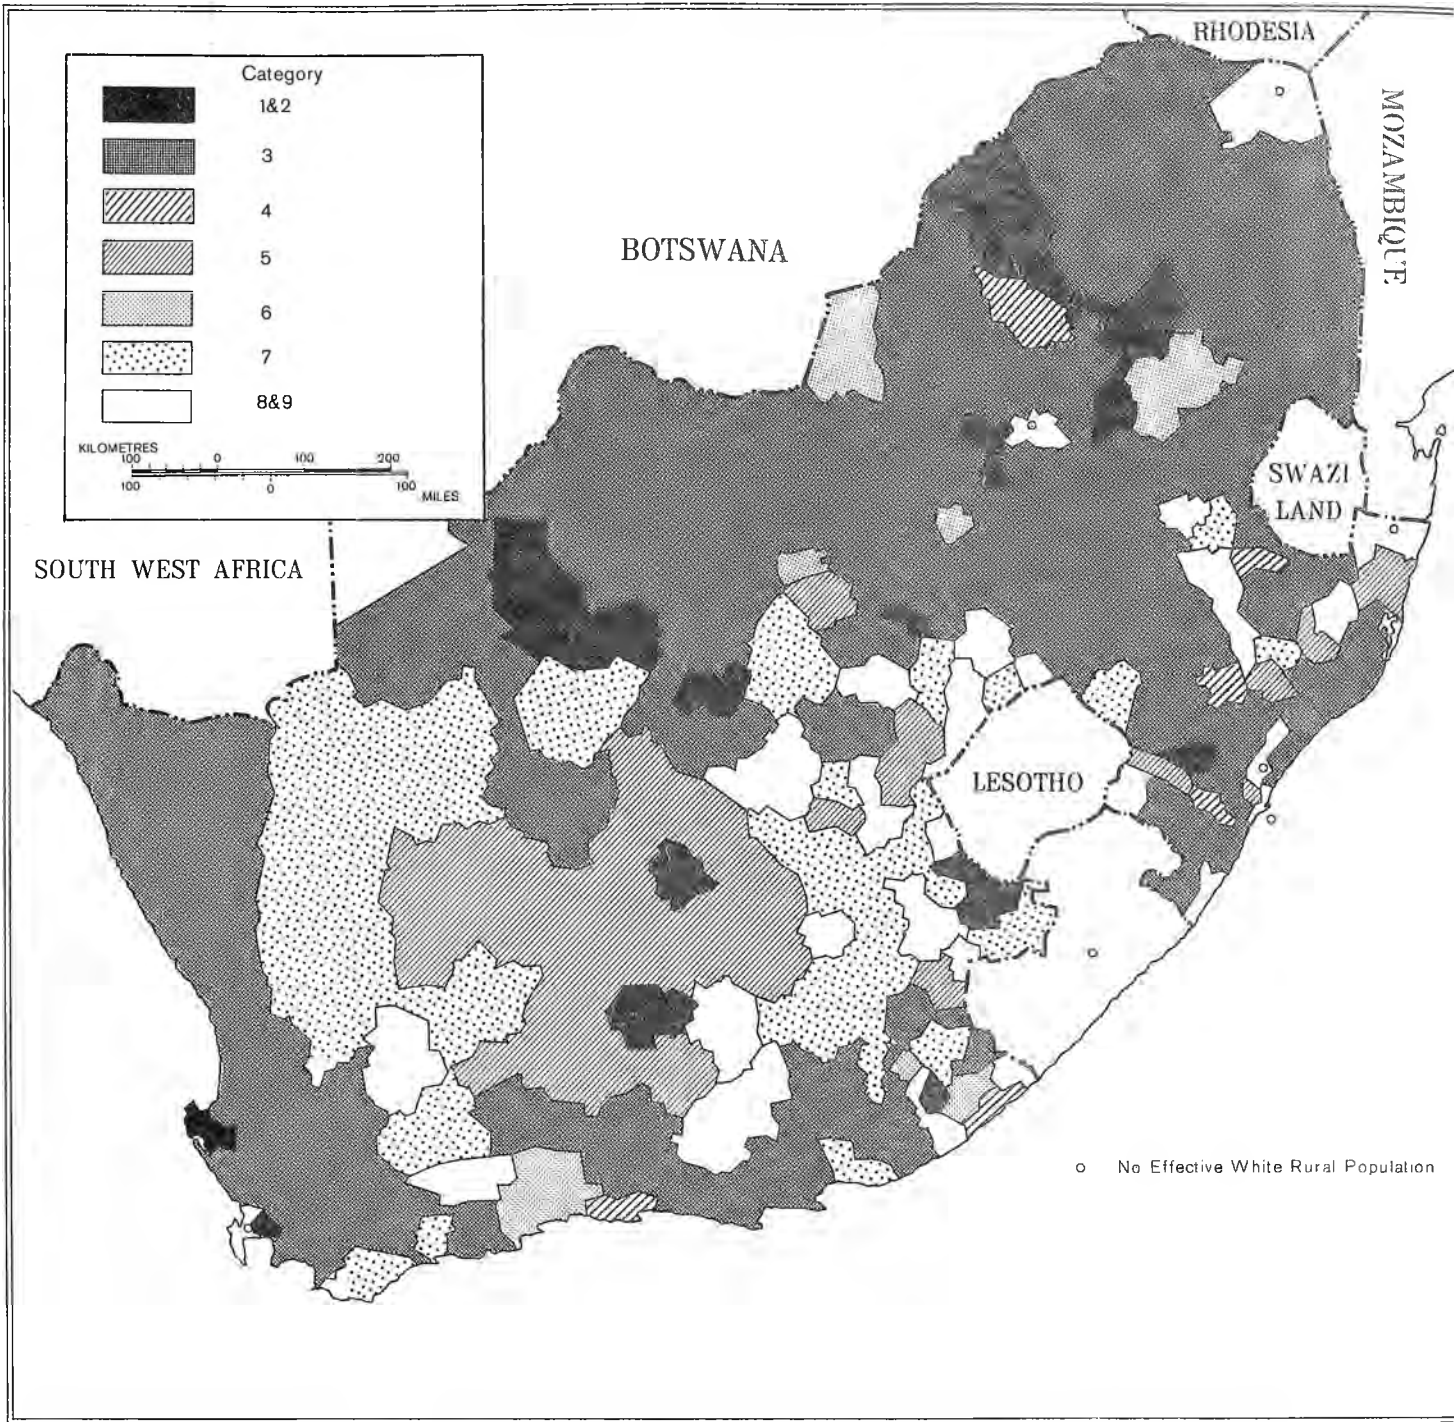 RHODESIA
MOZAMBIQUE
Category
1&2
3
4
5
6
7
8&9
KILOMETRES
100 0 100 200
100 0 100
MILES
BOTSWANA
SWAZI
LAND
SOUTH WEST AFRICA
LESOTHO
o No Effective White Rural Population